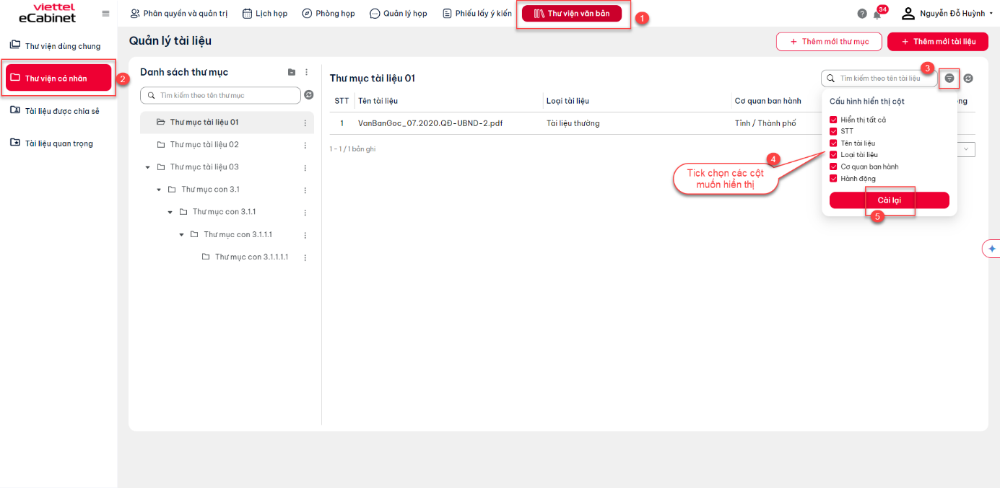 viettel
eCabinet
Phân quyền và quản trị
Lịch họp
Phòng họp
Quản lý họp
Phiếu lấy ý kiến
Thư viện văn bản
1
34
Nguyễn Đỗ Huỳnh
Thư viện dùng chung
Thư viện cá nhân
2
Tài liệu được chia sẻ
Tài liệu quan trọng
Quản lý tài liệu
+ Thêm mới thư mục
+ Thêm mới tài liệu
Danh sách thư mục
Tìm kiếm theo tên thư mục
Thư mục tài liệu 01
Thư mục tài liệu 02
Thư mục tài liệu 03
Thư mục con 3.1
Thư mục con 3.1.1
Thư mục con 3.1.1.1
Thư mục con 3.1.1.1.1
Thư mục tài liệu 01
Tìm kiếm theo tên tài liệu
3
STT Tên tài liệu Loại tài liệu Cơ quan ban hành
1 VanBanGoc_07.2020.QĐ-UBND-2.pdf Tài liệu thường Tỉnh / Thành phố
1 - 1 / 1 bản ghi
Cấu hình hiển thị cột
Hiển thị tất cả
STT
Tên tài liệu
Loại tài liệu
Cơ quan ban hành
Hành động
Cài lại
4
Tick chọn các cột
muốn hiển thị
5